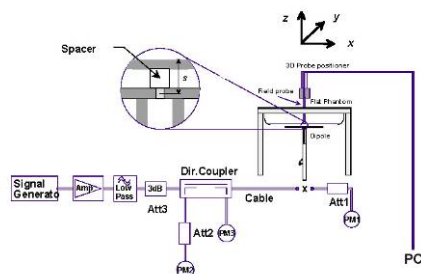 z
y
x
Spacer
s
3D Probe positioner
Field probe
Flat Phantom
Dipole
Dir.Coupler
Signal
Generato
Amp
Low
Pass
3dB
Att3
Cable
x
Att1
PM1
Att2
PM3
PM2
PC